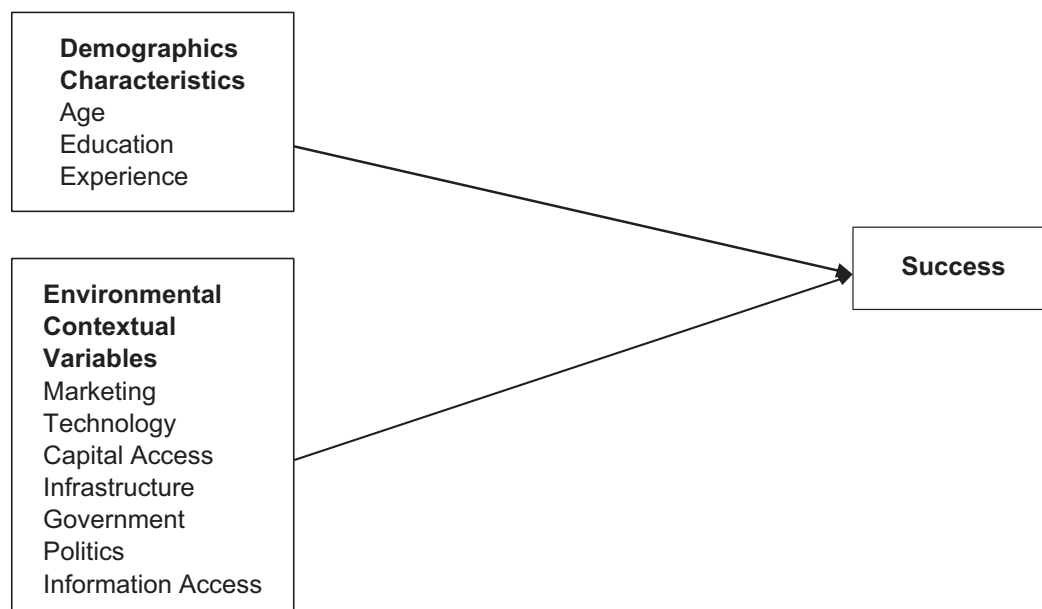 Demographics
Characteristics
Age
Education
Experience
Success
Environmental
Contextual
Variables
Marketing
Technology
Capital Access
Infrastructure
Government
Politics
Information Access